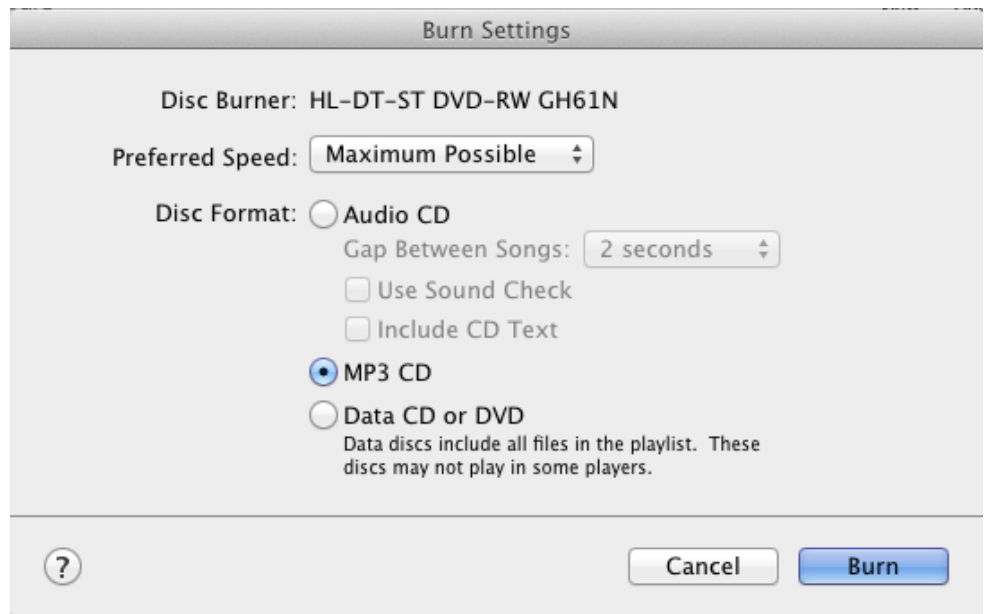 Burn Settings
Disc Burner: HL-DT-ST DVD-RW GH61N
Preferred Speed: Maximum Possible
Disc Format: Audio CD
Gap Between Songs: 2 seconds
Use Sound Check
Include CD Text
MP3 CD
Data CD or DVD
Data discs include all files in the playlist. These
discs may not play in some players.
? Cancel Burn